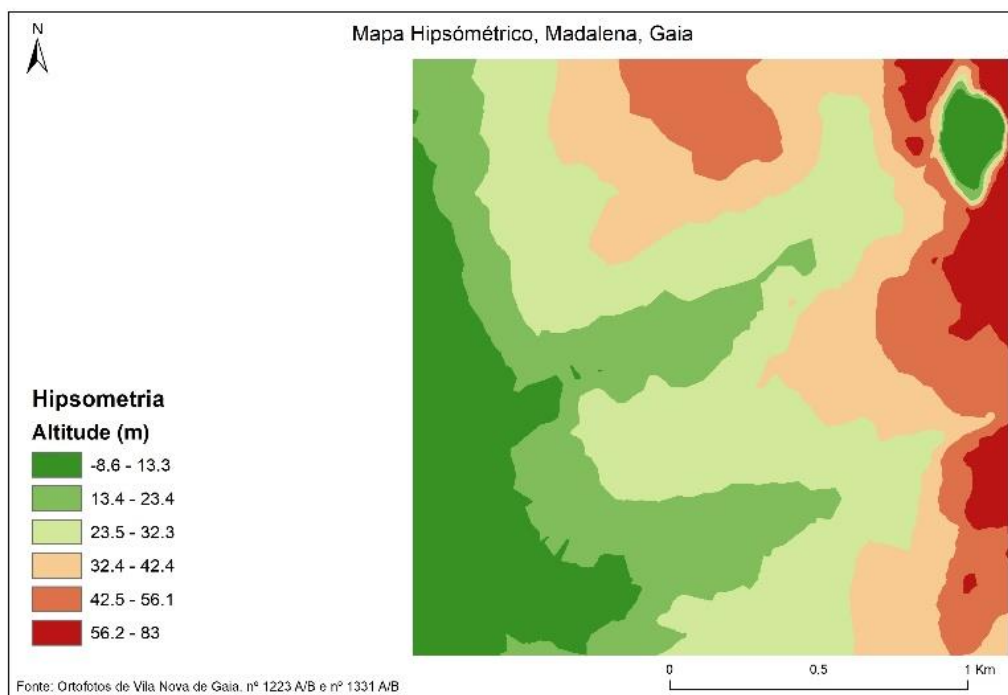 N
Mapa Hipsómétrico, Madalena, Gaia
Hipsometria
Altitude (m)
-8.6 - 13.3
13.4 - 23.4
23.5 - 32.3
32.4 - 42.4
42.5 - 56.1
56.2 - 83
0 0.5 1 Km
Fonte: Ortofotos de Vila Nova de Gaia. nº 1223 A/B e nº 1331 A/B